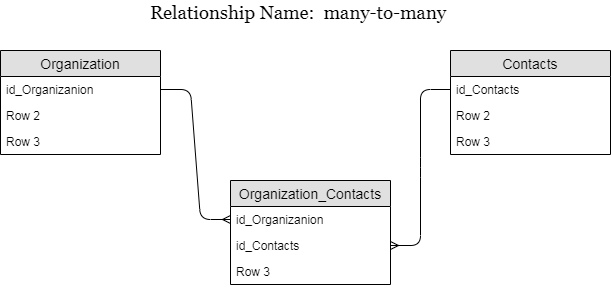 Relationship Name: many-to-many
Organization
id_Organizanion
Row 2
Row 3
Contacts
id_Contacts
Row 2
Row 3
Organization_Contacts
id_Organizanion
id_Contacts
Row 3